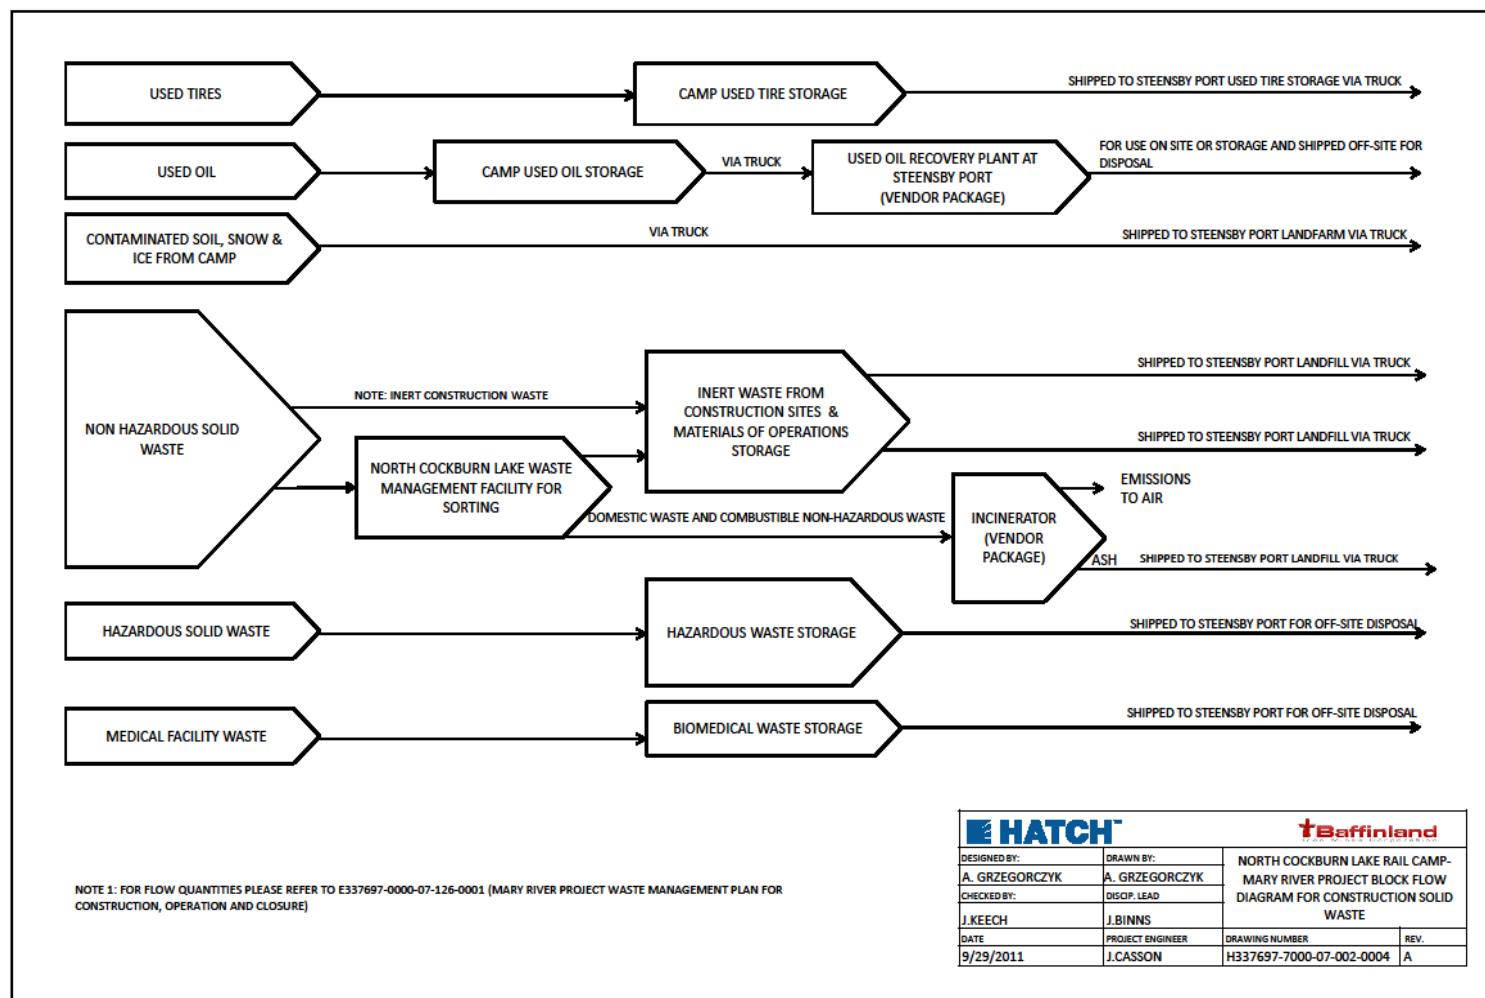 USED TIRES
CAMP USED TIRE STORAGE
SHIPPED TO STEENSBY PORT USED TIRE STORAGE VIA TRUCK
USED OIL
CAMP USED OIL STORAGE
VIA TRUCK
USED OIL RECOVERY PLANT AT
STEENSBY PORT
(VENDOR PACKAGE)
FOR USE ON SITE OR STORAGE AND SHIPPED OFF-SITE FOR
DISPOSAL
CONTAMINATED SOIL, SNOW &
ICE FROM CAMP
VIA TRUCK
SHIPPED TO STEENSBY PORT LANDFARM VIA TRUCK
NON HAZARDOUS SOLID
WASTE
NOTE: INERT CONSTRUCTION WASTE
INERT WASTE FROM
CONSTRUCTION SITES &
MATERIALS OF OPERATIONS
STORAGE
SHIPPED TO STEENSBY PORT LANDFILL VIA TRUCK
SHIPPED TO STEENSBY PORT LANDFILL VIA TRUCK
NORTH COCKBURN LAKE WASTE
MANAGEMENT FACILITY FOR
SORTING
DOMESTIC WASTE AND COMBUSTIBLE NON-HAZARDOUS WASTE
INCINERATOR
(VENDOR
PACKAGE)
EMISSIONS
TO AIR
ASH
SHIPPED TO STEENSBY PORT LANDFILL VIA TRUCK
HAZARDOUS SOLID WASTE
HAZARDOUS WASTE STORAGE
SHIPPED TO STEENSBY PORT FOR OFF-SITE DISPOSAL
MEDICAL FACILITY WASTE
BIOMEDICAL WASTE STORAGE
SHIPPED TO STEENSBY PORT FOR OFF-SITE DISPOSAL
NOTE 1: FOR FLOW QUANTITIES PLEASE REFER TO E337697-0000-07-126-0001 (MARY RIVER PROJECT WASTE MANAGEMENT PLAN FOR
CONSTRUCTION, OPERATION AND CLOSURE)
HATCH™
Baffinland
Iron Mines Corporation
DESIGNED BY:
A. GRZEGORCZYK
DRAWN BY:
A. GRZEGORCZYK
CHECKED BY:
J.KEECH
DISCIP. LEAD
J.BINNS
NORTH COCKBURN LAKE RAIL CAMP-
MARY RIVER PROJECT BLOCK FLOW
DIAGRAM FOR CONSTRUCTION SOLID
WASTE
DATE
9/29/2011
PROJECT ENGINEER
J.CASSON
DRAWING NUMBER
H337697-7000-07-002-0004
REV.
A